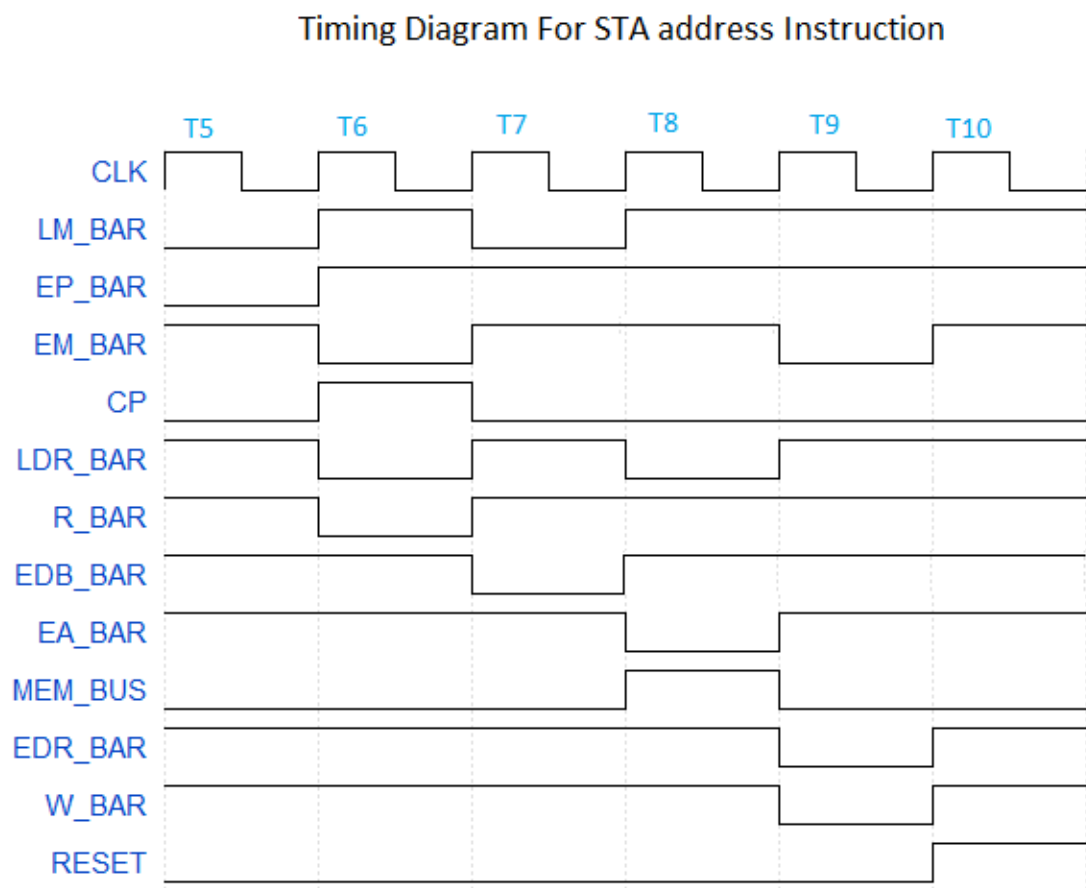 Timing Diagram For STA address Instruction
T5 T6 T7 T8 T9 T10
CLK
LM_BAR
EP_BAR
EM_BAR
CP
LDR_BAR
R_BAR
EDB_BAR
EA_BAR
MEM_BUS
EDR_BAR
W_BAR
RESET